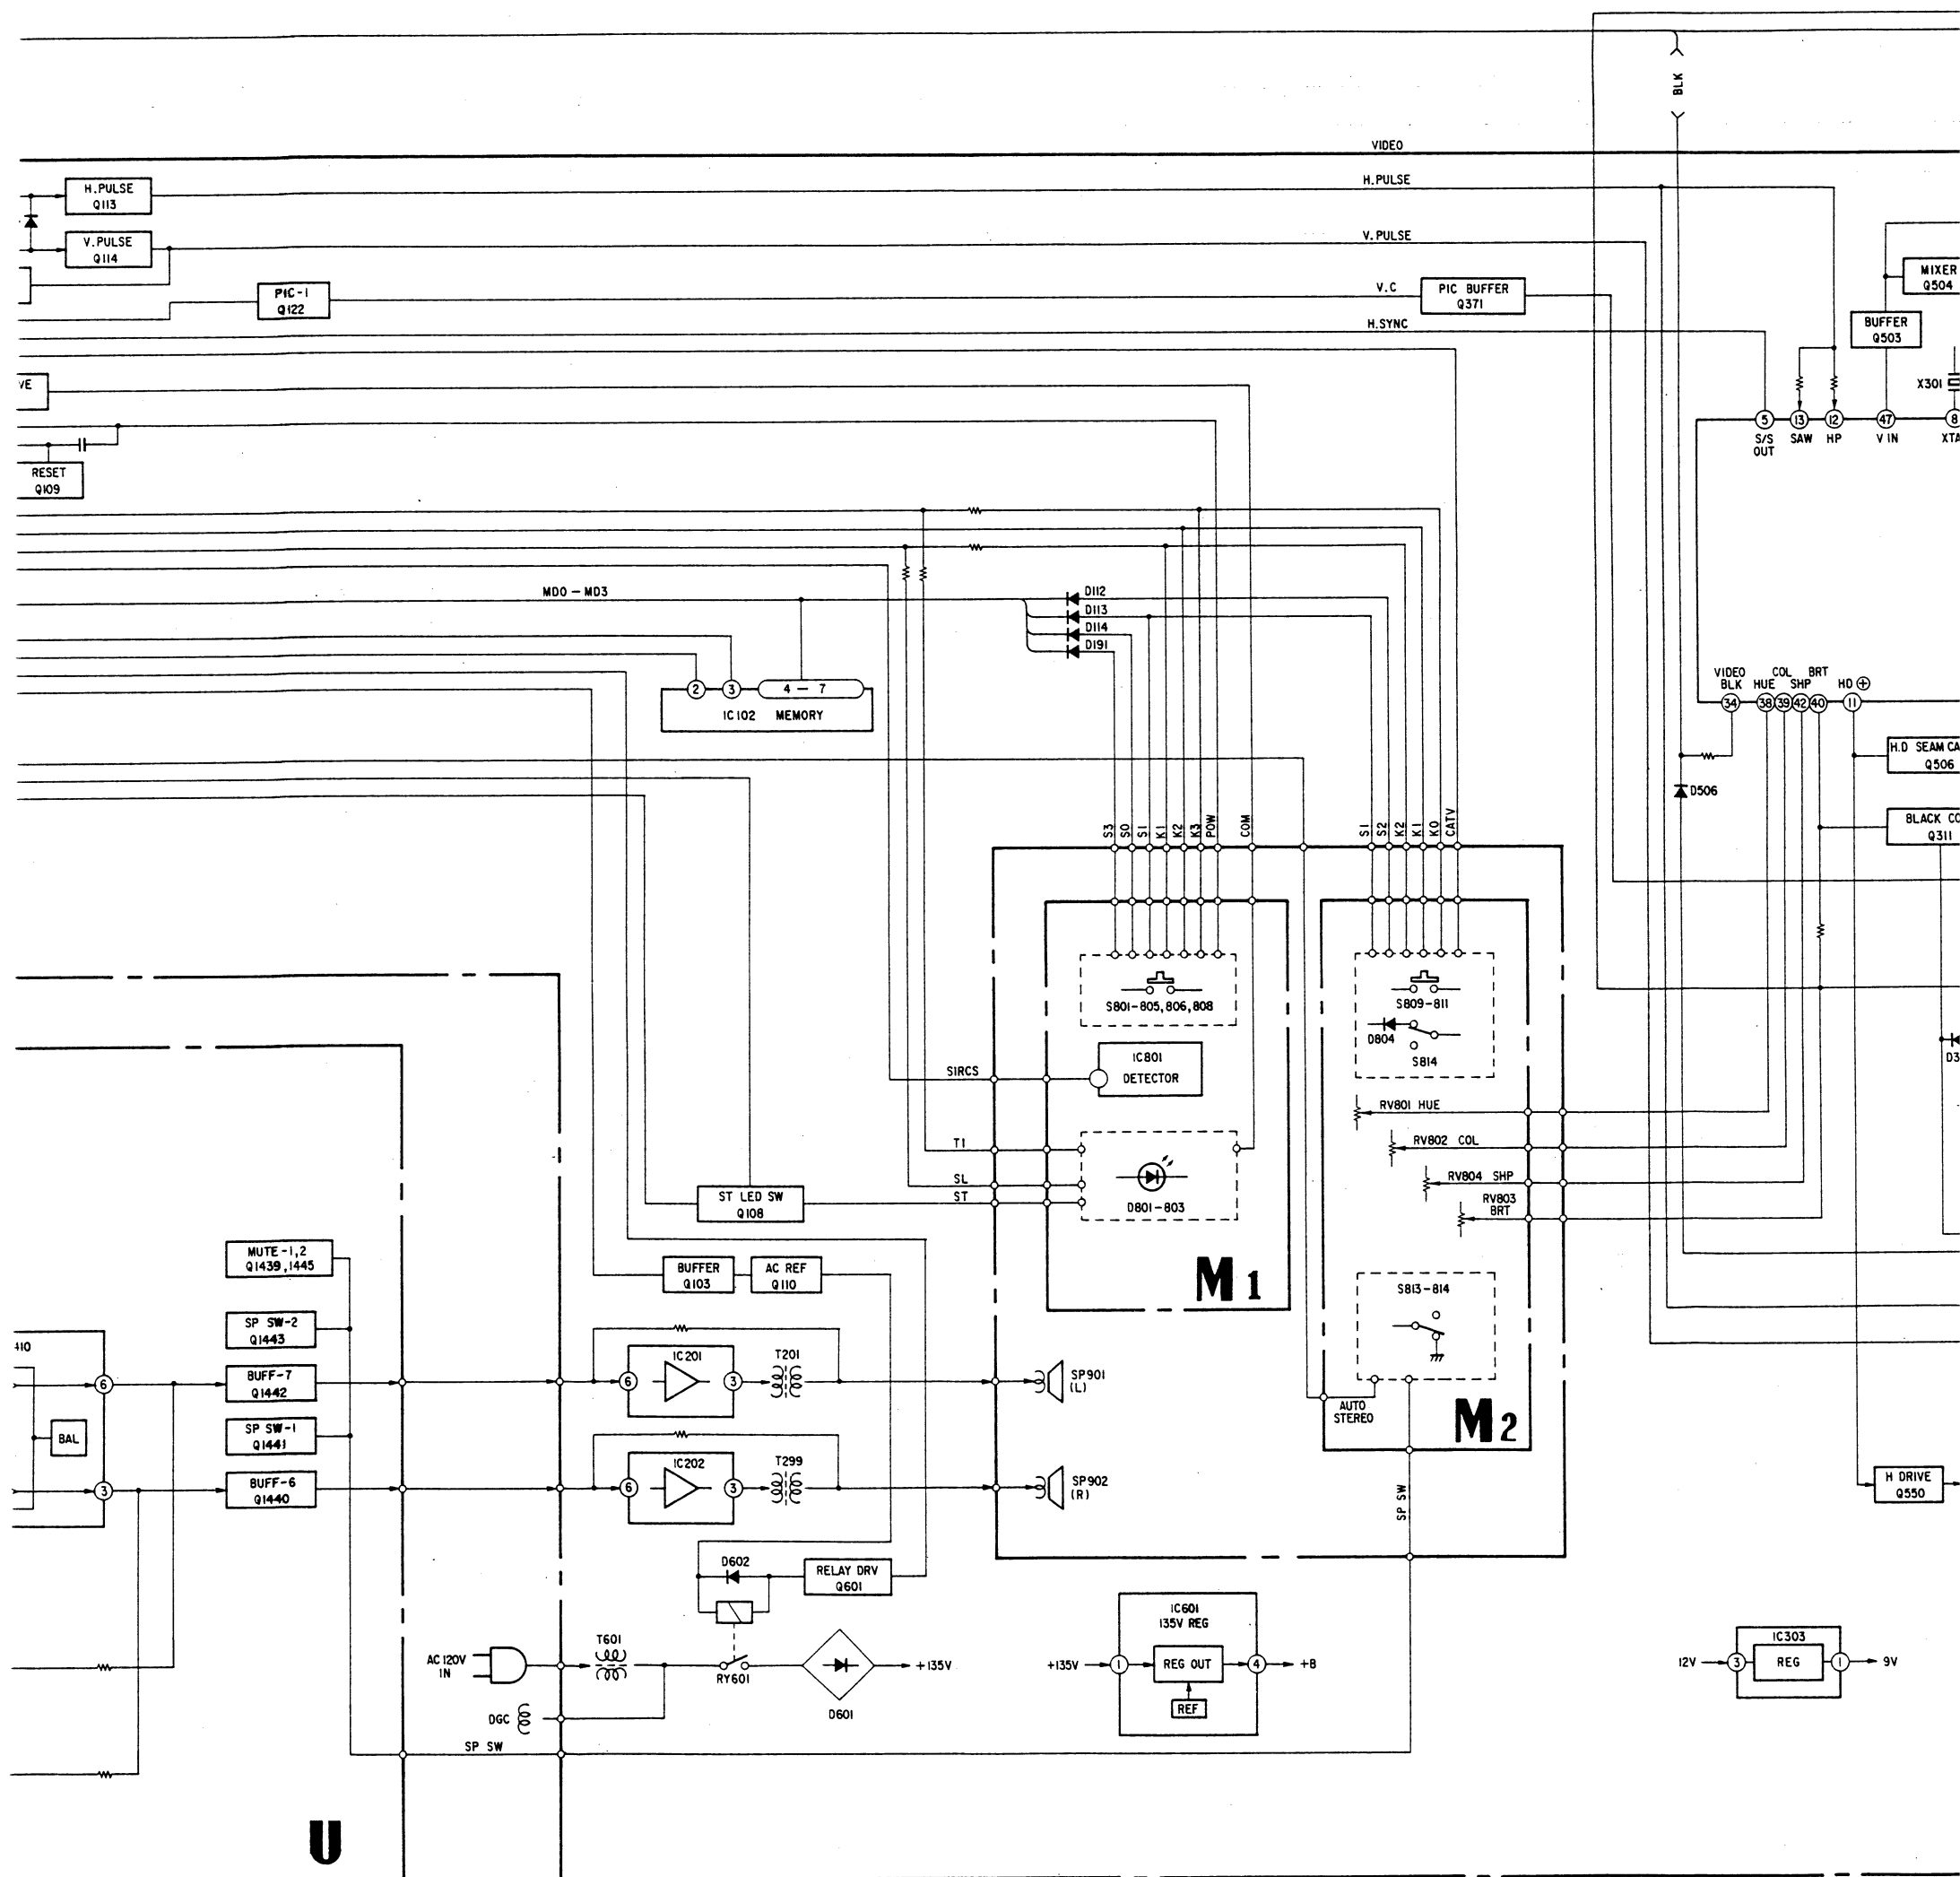 BLK
VIDEO
H.PULSE
Q113
H.PULSE
V.PULSE
Q114
V.PULSE
PIC-1
Q122
V.C
PIC BUFFER
Q371
MIXER
Q504
H.SYNC
BUFFER
Q503
VE
X301
5
13
12
47
8
S/S
OUT
SAW
HP
V IN
XTA
RESET
Q109
MD0 – MD3
D112
D113
D114
D191
2
3
4 – 7
IC102 MEMORY
VIDEO
BLK
HUE
COL
SHP
BRT
HD ⊕
34
38
39
42
40
11
H.D SEAM CA
Q506
D506
BLACK CO
Q311
S3
S0
S1
K1
K2
K3
POW
COM
S1
S2
K2
K1
K0
CATV
S801-805,806,808
S809-811
D804
S814
D3
IC801
DETECTOR
SIRCS
RV801 HUE
T1
RV802 COL
SL
RV804 SHP
ST
ST LED SW
Q108
D801-803
RV803
BRT
MUTE-1,2
Q1439,1445
BUFFER
Q103
AC REF
Q110
M1
S813-814
SP SW-2
Q1443
410
IC201
T201
6
BUFF-7
Q1442
6
3
SP901
(L)
AUTO
STEREO
M2
BAL
SP SW-1
Q1441
IC202
T299
3
BUFF-6
Q1440
6
3
SP902
(R)
SP SW
H DRIVE
Q550
D602
RELAY DRV
Q601
IC601
135V REG
IC303
AC120V
IN
T601
RY601
+135V
D601
+135V
1
REG OUT
4
+B
REF
12V
3
REG
1
9V
DGC
SP SW
U